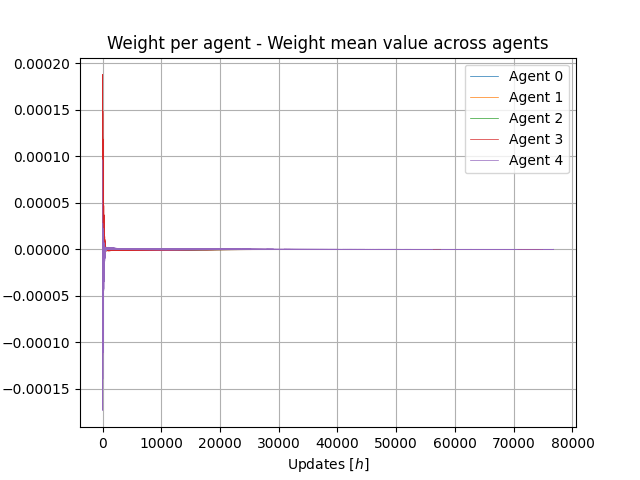 Weight per agent - Weight mean value across agents
0.00020
0.00015
0.00010
0.00005
0.00000
−0.00005
−0.00010
−0.00015
Agent 0
Agent 1
Agent 2
Agent 3
Agent 4
0 10000 20000 30000 40000 50000 60000 70000 80000
Updates [h]